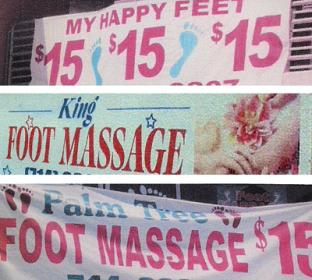 MY HAPPY FEET
$15 $15 $15
King
FOOT MASSAGE
Palm Tree
FOOT MASSAGE $15